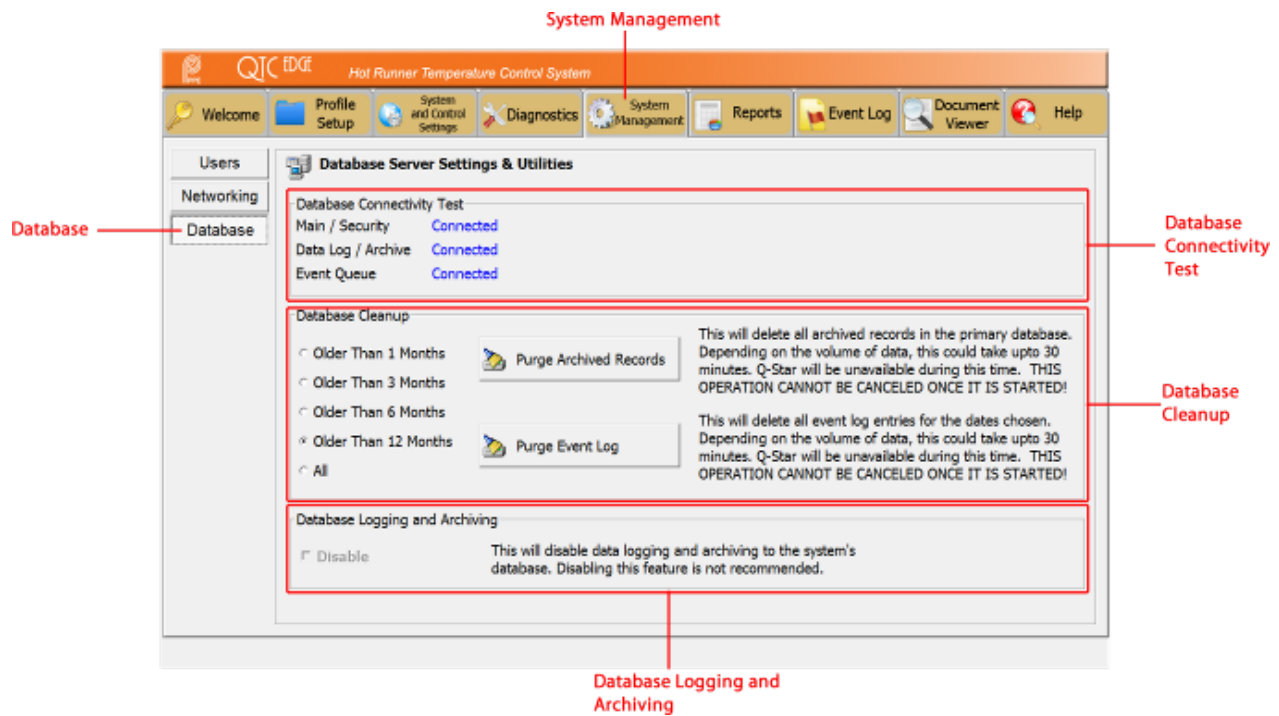 System Management
QTC EDGE Hot Runner Temperature Control System
Welcome
Profile
Setup
System
and Control
Settings
Diagnostics
System
Management
Reports
Event Log
Document
Viewer
Help
Users
Networking
Database
Database
Database Server Settings & Utilities
Database Connectivity Test
Main / Security Connected
Data Log / Archive Connected
Event Queue Connected
Database
Connectivity
Test
Database Cleanup
Older Than 1 Months
Older Than 3 Months
Older Than 6 Months
Older Than 12 Months
All
Purge Archived Records
This will delete all archived records in the primary database.
Depending on the volume of data, this could take upto 30
minutes. Q-Star will be unavailable during this time. THIS
OPERATION CANNOT BE CANCELED ONCE IT IS STARTED!
Purge Event Log
This will delete all event log entries for the dates chosen.
Depending on the volume of data, this could take upto 30
minutes. Q-Star will be unavailable during this time. THIS
OPERATION CANNOT BE CANCELED ONCE IT IS STARTED!
Database
Cleanup
Database Logging and Archiving
Disable
This will disable data logging and archiving to the system's
database. Disabling this feature is not recommended.
Database Logging and
Archiving